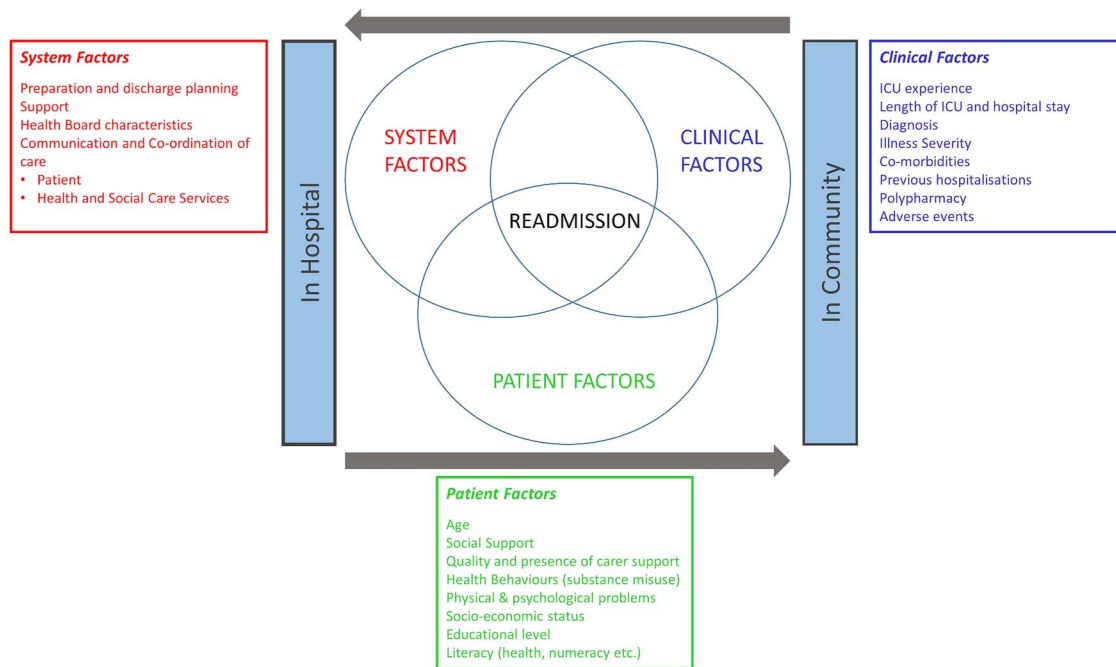 System Factors
Preparation and discharge planning
Support
Health Board characteristics
Communication and Co-ordination of
care
• Patient
• Health and Social Care Services
In Hospital
SYSTEM
FACTORS
CLINICAL
FACTORS
READMISSION
PATIENT FACTORS
In Community
Clinical Factors
ICU experience
Length of ICU and hospital stay
Diagnosis
Illness Severity
Co-morbidities
Previous hospitalisations
Polypharmacy
Adverse events
Patient Factors
Age
Social Support
Quality and presence of carer support
Health Behaviours (substance misuse)
Physical & psychological problems
Socio-economic status
Educational level
Literacy (health, numeracy etc.)